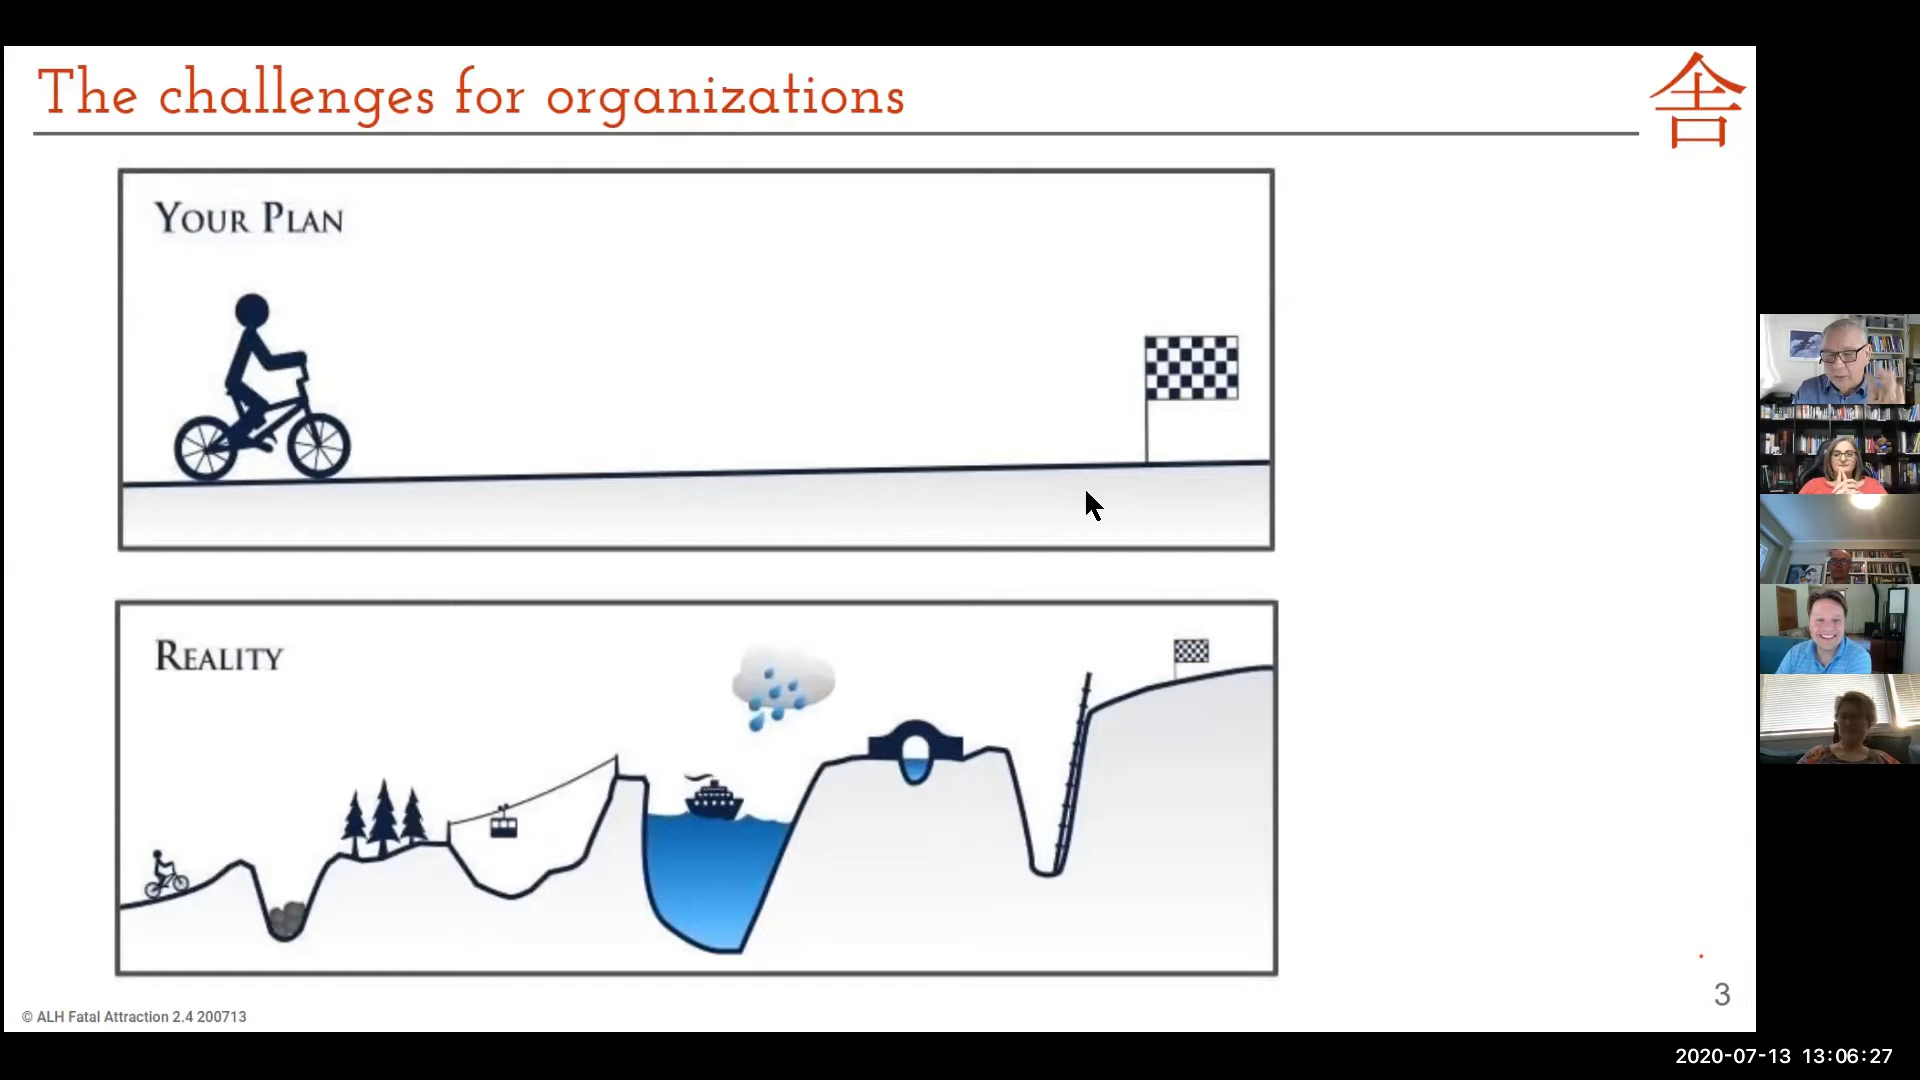 The challenges for organizations
舎
YOUR PLAN
REALITY
3
© ALH Fatal Attraction 2.4 200713
2020-07-13 13:06:27